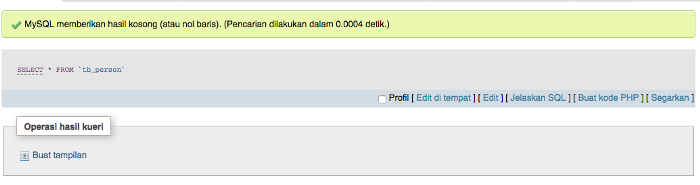 MySQL memberikan hasil kosong (atau nol baris). (Pencarian dilakukan dalam 0.0004 detik.)
SELECT * FROM `tb_person`
Profil [ Edit di tempat ] [ Edit ] [ Jelaskan SQL ] [ Buat kode PHP ] [ Segarkan ]
Operasi hasil kueri
Buat tampilan